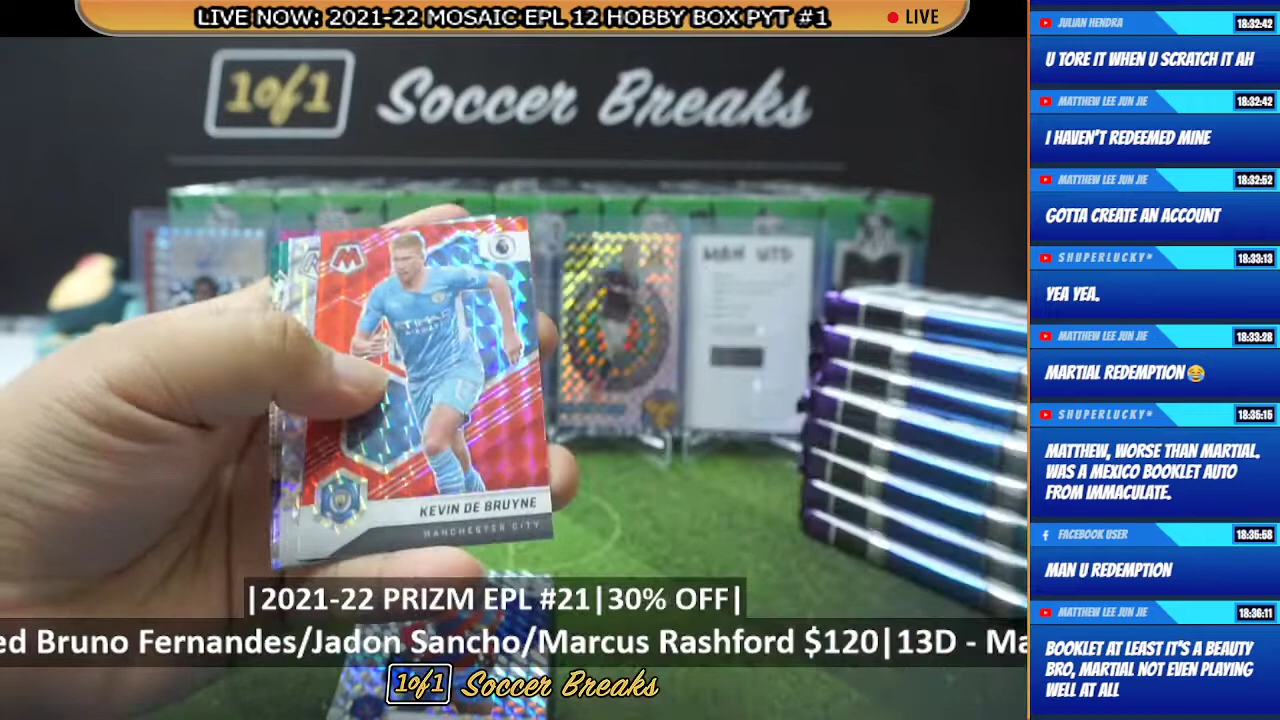 LIVE NOW: 2021-22 MOSAIC EPL 12 HOBBY BOX PYT #1
LIVE
1of1 Soccer Breaks
MAN UTD
KEVIN DE BRUYNE
MANCHESTER CITY
|2021-22 PRIZM EPL #21|30% OFF|
ed Bruno Fernandes/Jadon Sancho/Marcus Rashford $120|13D - Ma
1of1 Soccer Breaks
JULIAN HENDRA 18:32:42
U TORE IT WHEN U SCRATCH IT AH
MATTHEW LEE JUN JIE 18:32:42
I HAVEN'T REDEEMED MINE
MATTHEW LEE JUN JIE 18:32:52
GOTTA CREATE AN ACCOUNT
SHUPERLUCKY* 18:33:13
YEA YEA.
MATTHEW LEE JUN JIE 18:33:28
MARTIAL REDEMPTION😂
SHUPERLUCKY* 18:35:15
MATTHEW, WORSE THAN MARTIAL.
WAS A MEXICO BOOKLET AUTO
FROM IMMACULATE.
FACEBOOK USER 18:35:58
MAN U REDEMPTION
MATTHEW LEE JUN JIE 18:36:11
BOOKLET AT LEAST IT'S A BEAUTY
BRO, MARTIAL NOT EVEN PLAYING
WELL AT ALL